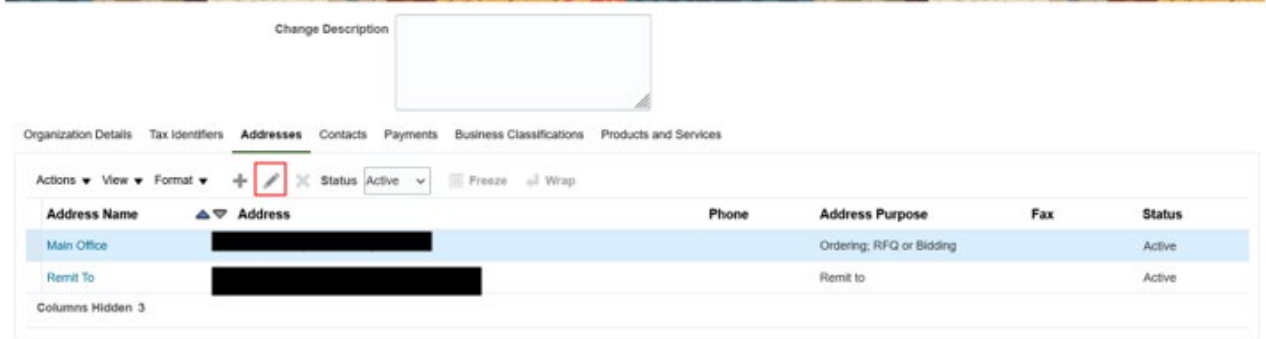 Change Description
Organization Details Tax Identifiers Addresses Contacts Payments Business Classifications Products and Services
Actions View Format Status Active Freeze Wrap
Address Name Address Phone Address Purpose Fax Status
Main Office Ordering; RFQ or Bidding Active
Remit To Remit to Active
Columns Hidden 3